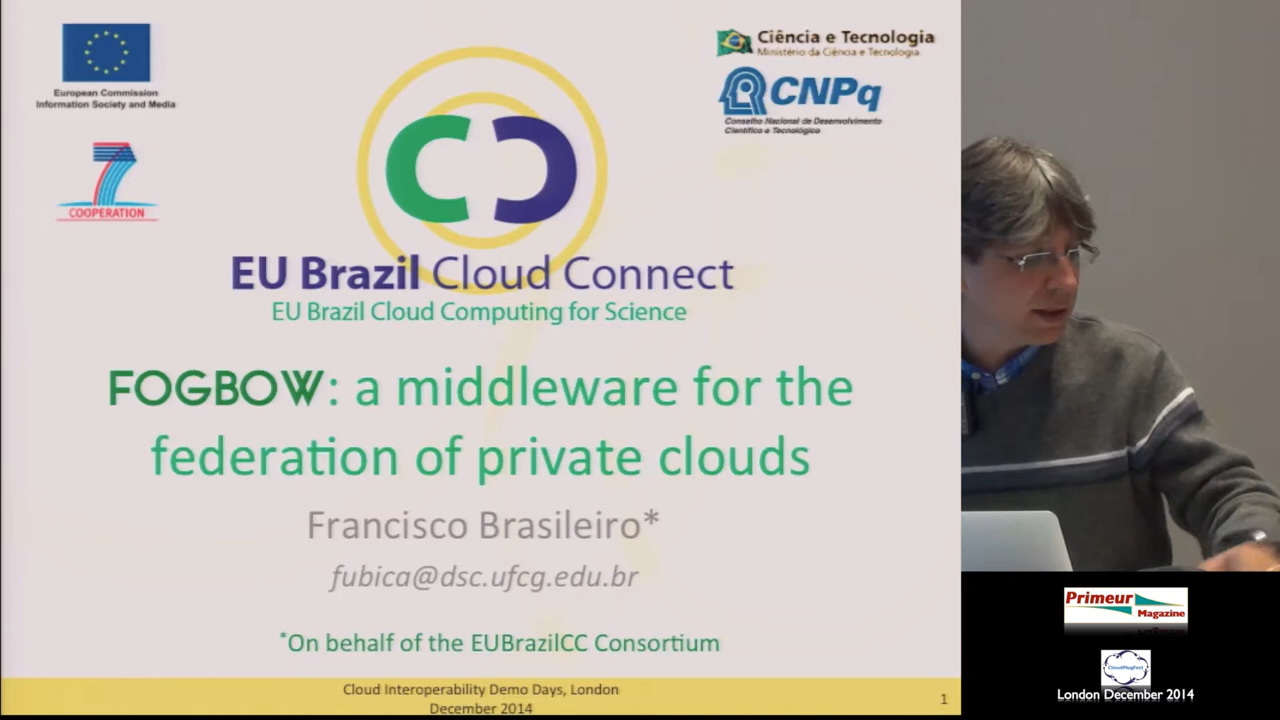 European Commission
Information Society and Media
7
COOPERATION
Ciência e Tecnologia
Ministério da Ciência e Tecnologia
CNPq
Conselho Nacional de Desenvolvimento
Científico e Tecnológico
EU Brazil Cloud Connect
EU Brazil Cloud Computing for Science
FOGBOW: a middleware for the
federation of private clouds
Francisco Brasileiro*
fubica@dsc.ufcg.edu.br
*On behalf of the EUBrazilCC Consortium
Cloud Interoperability Demo Days, London
December 2014
1
Primeur
Magazine
CloudPlugFest
London December 2014